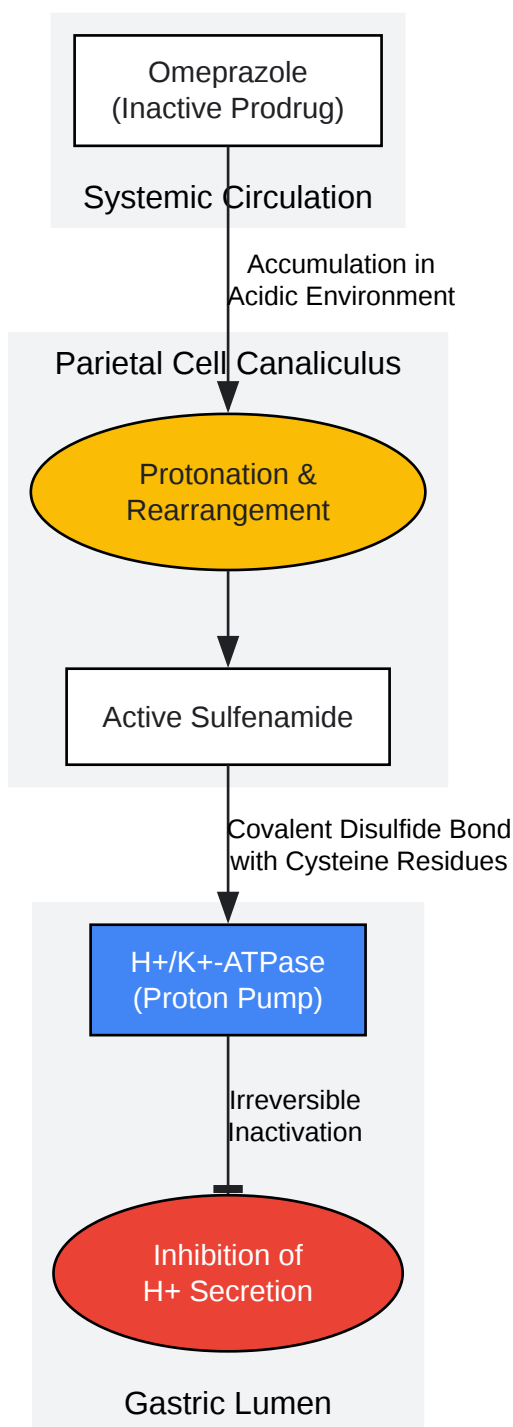 Omeprazole
(Inactive Prodrug)
Systemic Circulation
Accumulation in
Acidic Environment
Parietal Cell Canaliculus
Protonation &
Rearrangement
Active Sulfenamide
Covalent Disulfide Bond
with Cysteine Residues
H+/K+-ATPase
(Proton Pump)
Irreversible
Inactivation
Inhibition of
H+ Secretion
Gastric Lumen